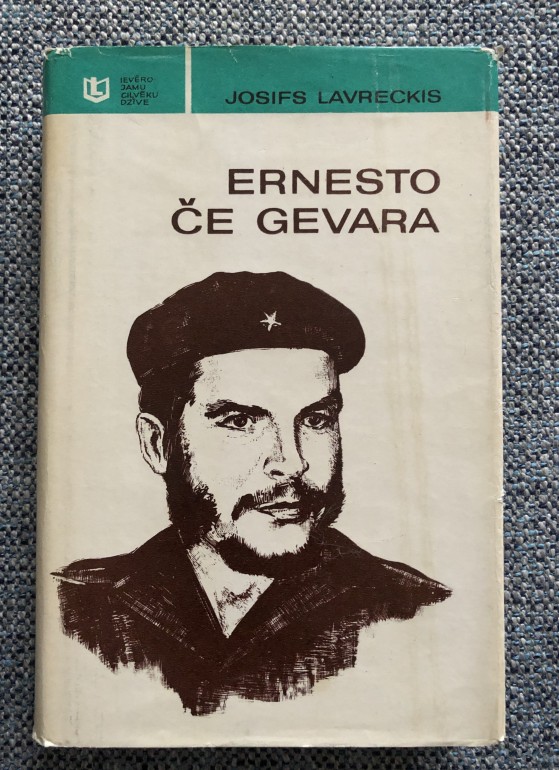 IEVĒRO-
JAMU
CILVĒKU
DZĪVE
JOSIFS LAVRECKIS
ERNESTO
ČE GEVARA